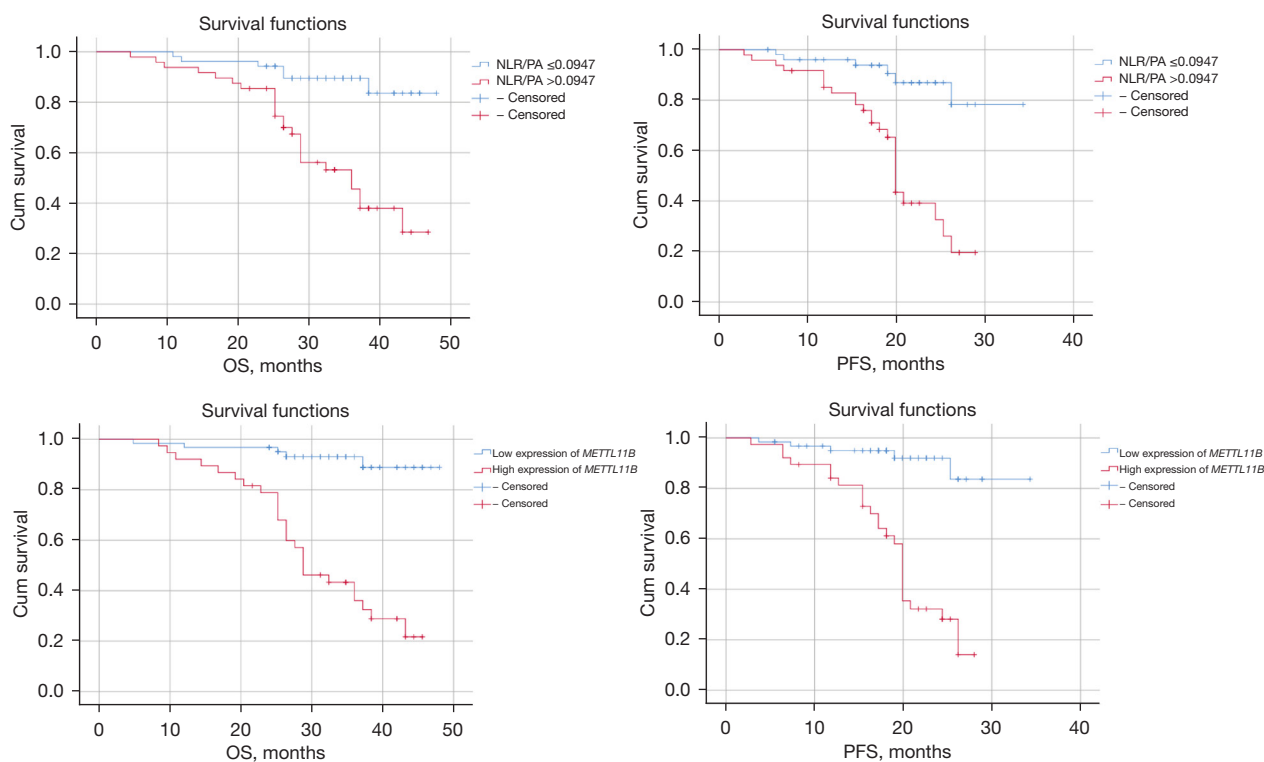 Survival functions
1.0
0.8
0.6
0.4
0.2
0.0
Cum survival
0 10 20 30 40 50
OS, months
NLR/PA ≤0.0947
NLR/PA >0.0947
– Censored
– Censored
Survival functions
1.0
0.8
0.6
0.4
0.2
0.0
Cum survival
0 10 20 30 40
PFS, months
NLR/PA ≤0.0947
NLR/PA >0.0947
– Censored
– Censored
Survival functions
1.0
0.8
0.6
0.4
0.2
0.0
Cum survival
0 10 20 30 40 50
OS, months
Low expression of METTL11B
High expression of METTL11B
– Censored
– Censored
Survival functions
1.0
0.8
0.6
0.4
0.2
0.0
Cum survival
0 10 20 30 40
PFS, months
Low expression of METTL11B
High expression of METTL11B
– Censored
– Censored